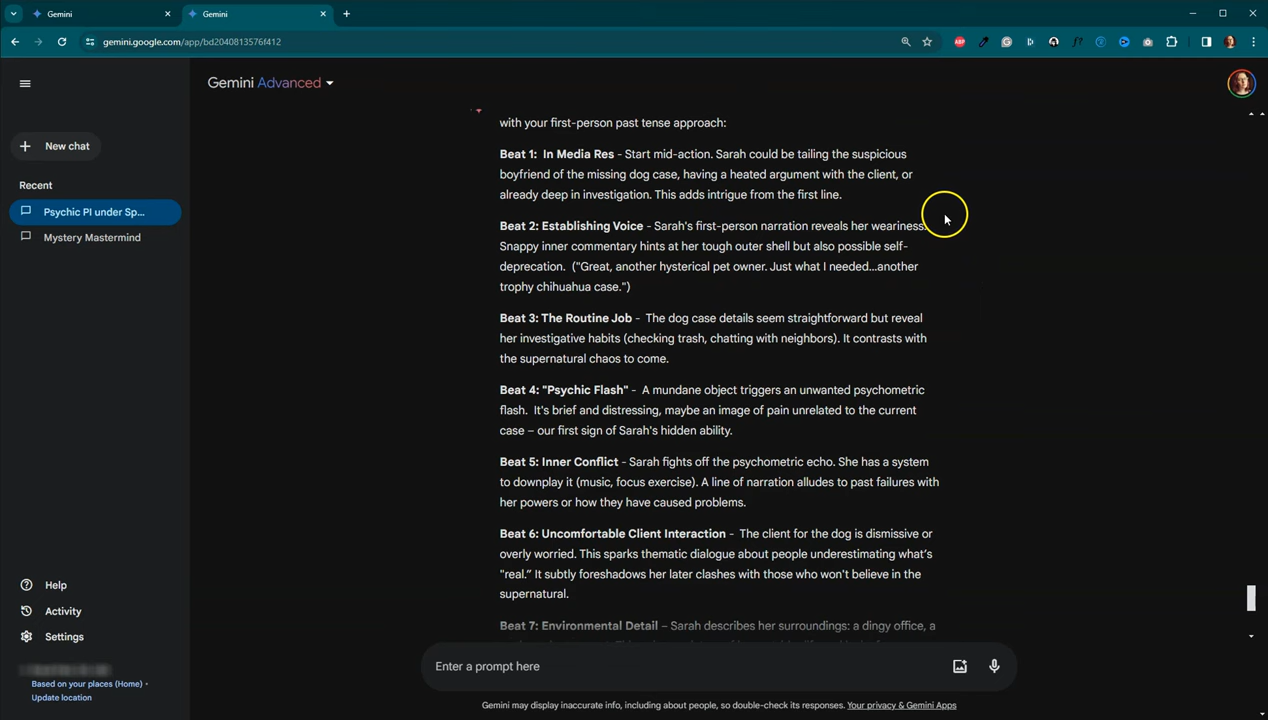 Gemini
Gemini
gemini.google.com/app/bd2040813576f412
Gemini Advanced
New chat
Recent
Psychic PI under Sp...
Mystery Mastermind
with your first-person past tense approach:
Beat 1:  In Media Res - Start mid-action. Sarah could be tailing the suspicious
boyfriend of the missing dog case, having a heated argument with the client, or
already deep in investigation. This adds intrigue from the first line.
Beat 2: Establishing Voice - Sarah's first-person narration reveals her weariness.
Snappy inner commentary hints at her tough outer shell but also possible self-
deprecation.  ("Great, another hysterical pet owner. Just what I needed...another
trophy chihuahua case.")
Beat 3: The Routine Job -  The dog case details seem straightforward but reveal
her investigative habits (checking trash, chatting with neighbors). It contrasts with
the supernatural chaos to come.
Beat 4: "Psychic Flash" -  A mundane object triggers an unwanted psychometric
flash.  It's brief and distressing, maybe an image of pain unrelated to the current
case – our first sign of Sarah's hidden ability.
Beat 5: Inner Conflict - Sarah fights off the psychometric echo. She has a system
to downplay it (music, focus exercise). A line of narration alludes to past failures with
her powers or how they have caused problems.
Beat 6: Uncomfortable Client Interaction -  The client for the dog is dismissive or
overly worried. This sparks thematic dialogue about people underestimating what's
"real." It subtly foreshadows her later clashes with those who won't believe in the
supernatural.
Beat 7: Environmental Detail – Sarah describes her surroundings: a dingy office, a
Help
Activity
Settings
Based on your places (Home) •
Update location
Enter a prompt here
Gemini may display inaccurate info, including about people, so double-check its responses. Your privacy & Gemini Apps